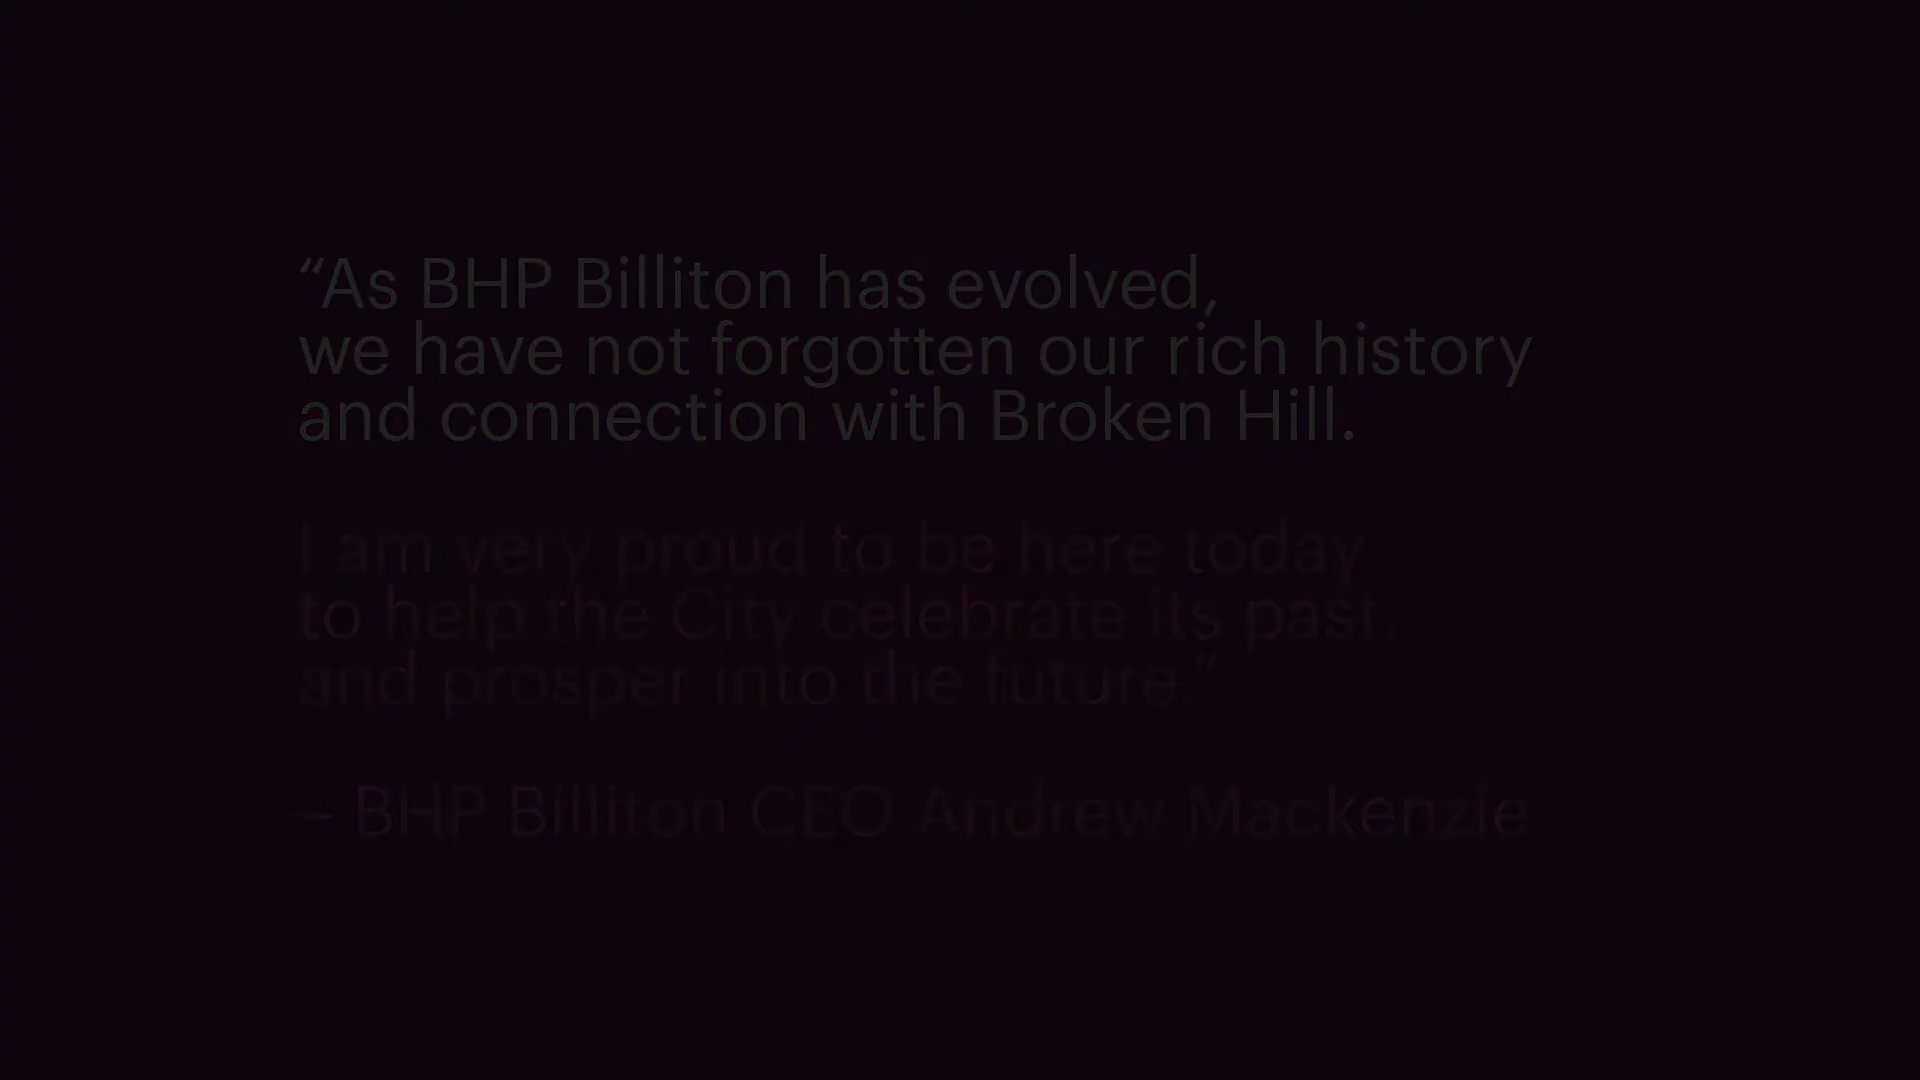 “As BHP Billiton has evolved,
we have not forgotten our rich history
and connection with Broken Hill.
I am very proud to be here today
to help the City celebrate its past,
and prosper into the future.”
– BHP Billiton CEO Andrew Mackenzie